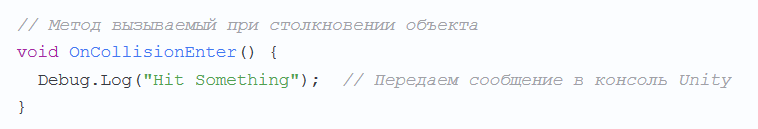 // Метод вызываемый при столкновении объекта
void OnCollisionEnter() {
  Debug.Log("Hit Something");  // Передаем сообщение в консоль Unity
}